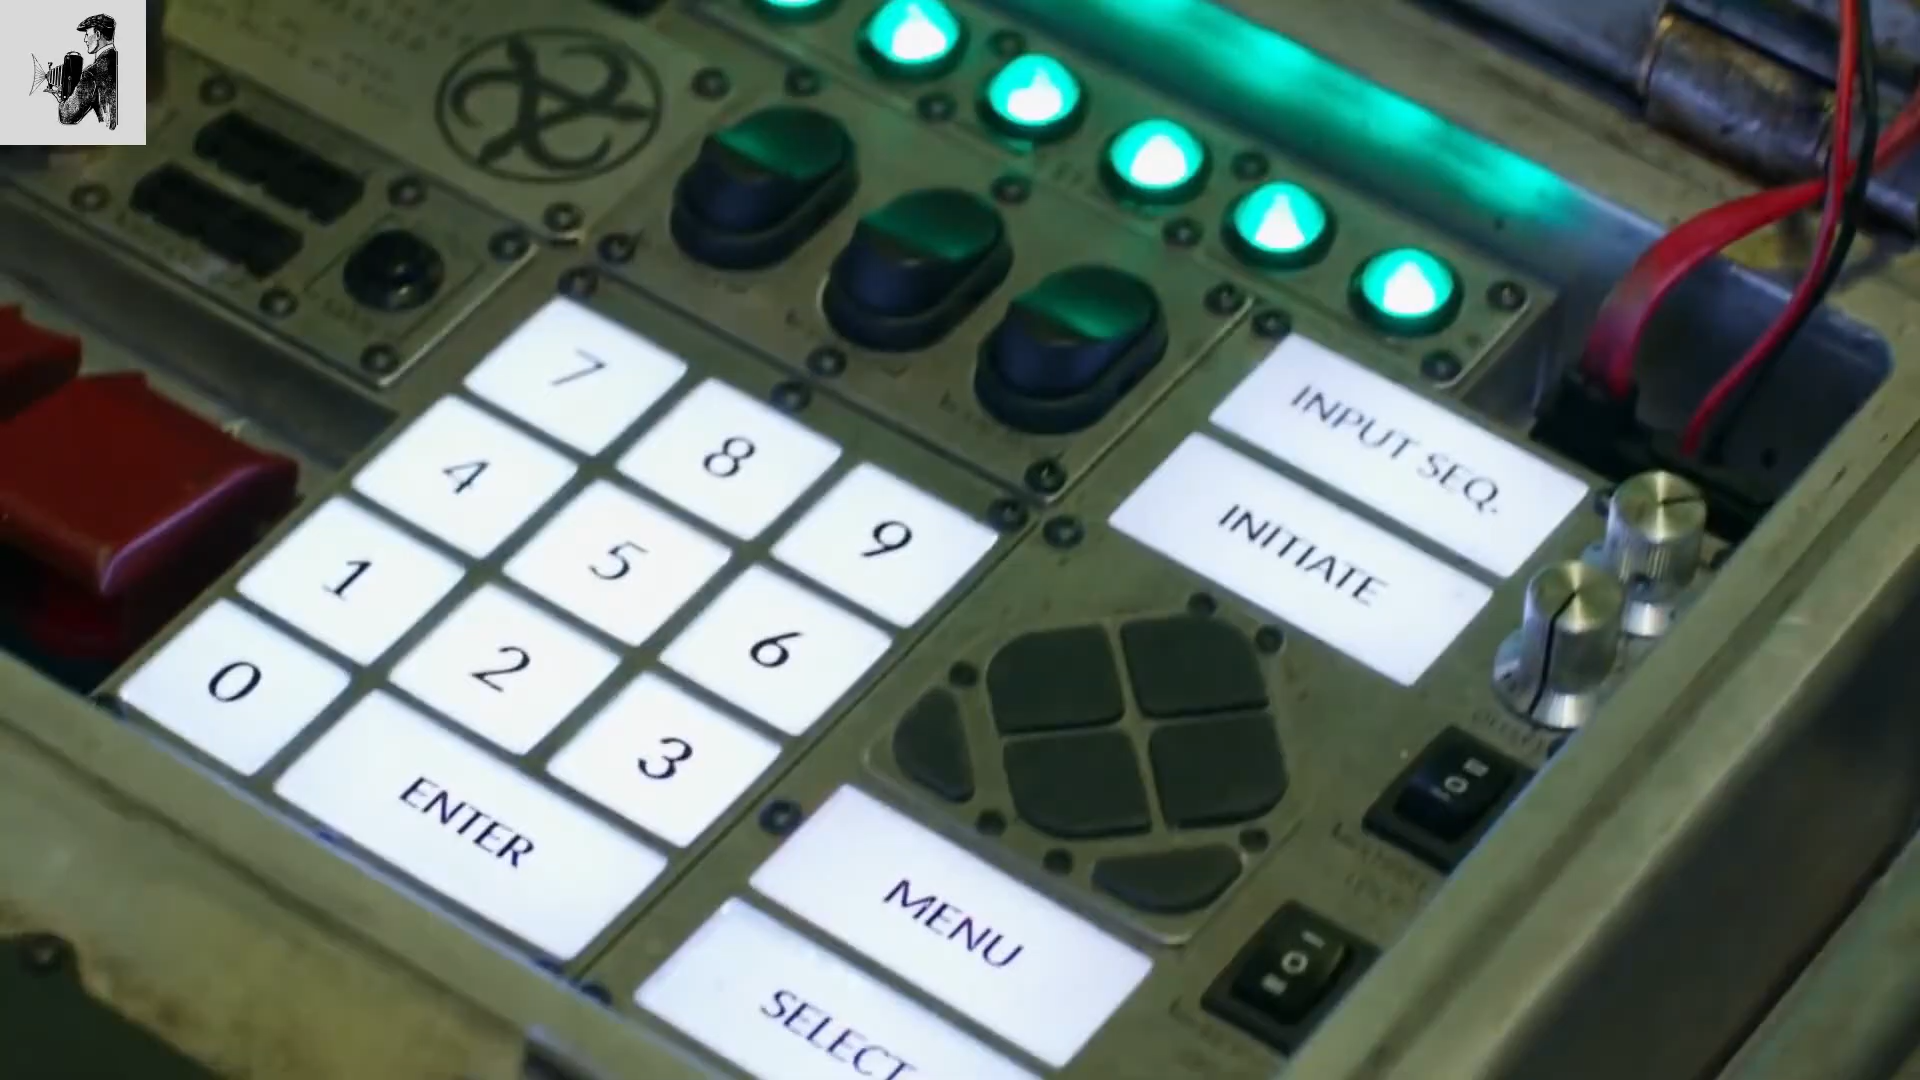 7 8 9
4 5 6
1 2 3
0
ENTER
INPUT SEQ.
INITIATE
MENU
SELECT